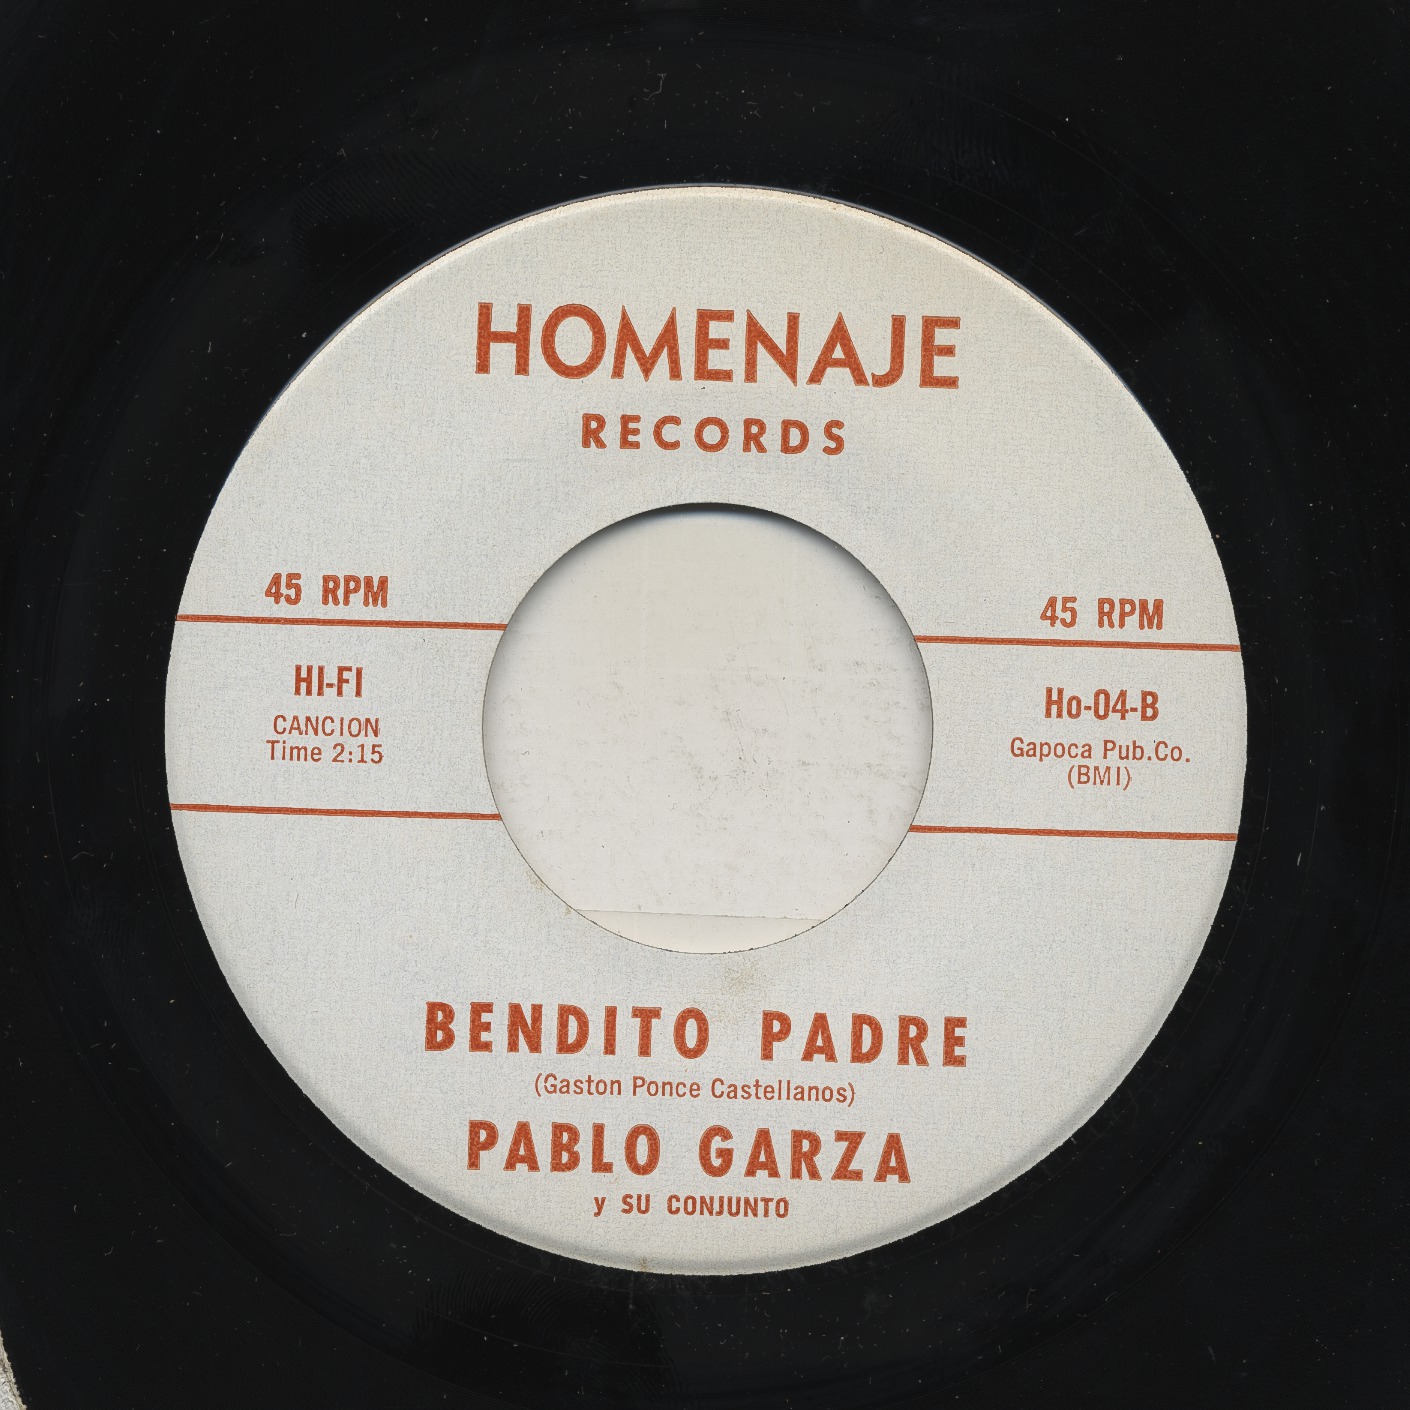 HOMENAJE
RECORDS
45 RPM
HI-FI
CANCION
Time 2:15
45 RPM
Ho-04-B
Gapoca Pub.Co.
(BMI)
BENDITO PADRE
(Gaston Ponce Castellanos)
PABLO GARZA
y SU CONJUNTO